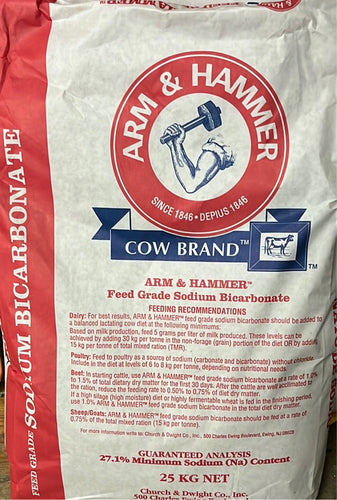 ARM & HAMMER
SINCE 1846 • DEPIUS 1846
COW BRAND™
TM
ARM & HAMMER™
Feed Grade Sodium Bicarbonate
FEEDING RECOMMENDATIONS
Dairy: For best results, ARM & HAMMER™ feed grade sodium bicarbonate should be added to
a balanced lactating cow diet at the following minimums:
Based on milk production, feed 5 grams per liter of milk produced. These levels can be
achieved by adding 30 kg per tonne in the non-forage (grain) portion of the diet OR by adding
15 kg per tonne of total mixed ration (TMR).
Poultry: Feed to poultry as a source of sodium (carbonate and bicarbonate) without chloride.
Include in the diet at levels of 6 to 8 kg per tonne, depending on nutritional needs
Beef: In starting cattle, use ARM & HAMMER™ feed grade sodium bicarbonate at a rate of 1.0%
to 1.5% of total dietary dry matter for the first 30 days. After the cattle are well acclimated to
the ration, reduce the feeding rate to 0.50% to 0.75% of diet dry matter.
If a high silage (high moisture) diet or highly fermentable wheat is fed in the finishing period,
use 1.0% ARM & HAMMER™ feed grade sodium bicarbonate in the total diet dry matter.
Sheep/Goats: ARM & HAMMER™ feed grade sodium bicarbonate should be fed at a rate of
0.75% of the total mixed ration (15 kg per tonne).
For more information write to: Church & Dwight Co., Inc., 500 Charles Ewing Boulevard, Ewing, NJ 08628
GUARANTEED ANALYSIS
27.1% Minimum Sodium (Na) Content
25 KG NET
Church & Dwight Co., Inc.
500 Charles Ewing
FEED GRADE SODIUM BICARBONATE